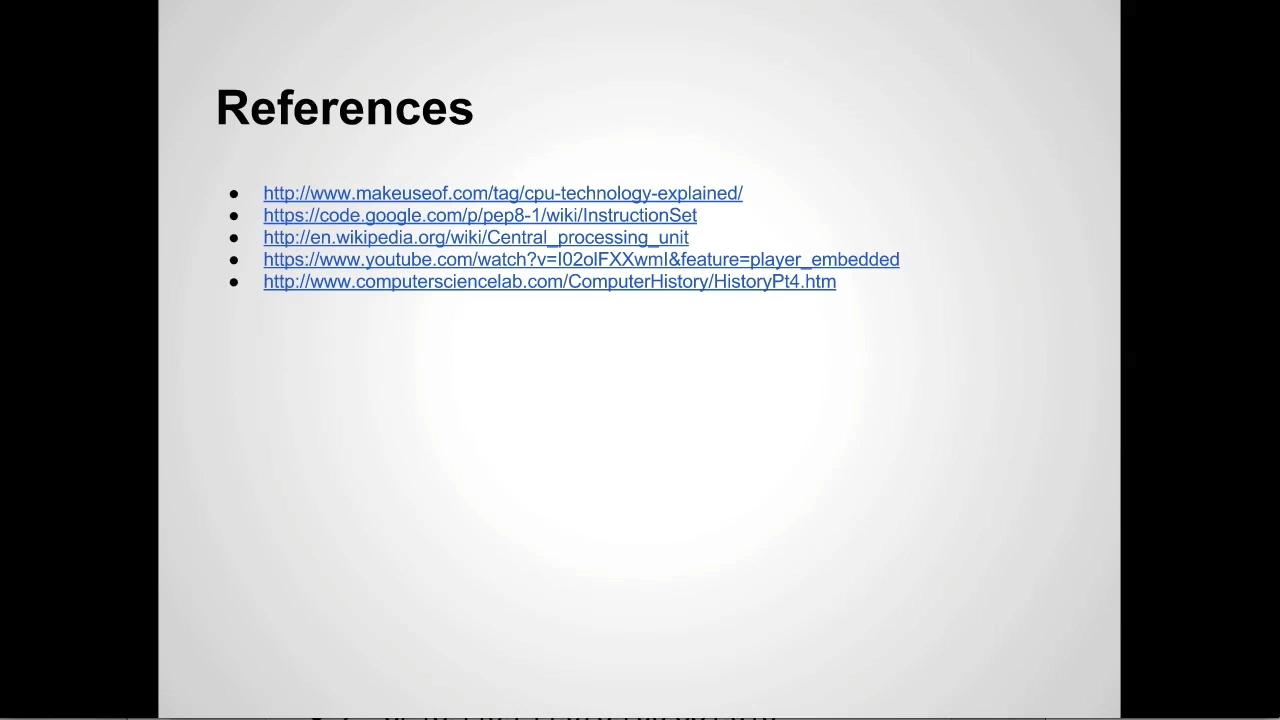 References
● http://www.makeuseof.com/tag/cpu-technology-explained/
● https://code.google.com/p/pep8-1/wiki/InstructionSet
● http://en.wikipedia.org/wiki/Central_processing_unit
● https://www.youtube.com/watch?v=I02olFXXwmI&feature=player_embedded
● http://www.computersciencelab.com/ComputerHistory/HistoryPt4.htm